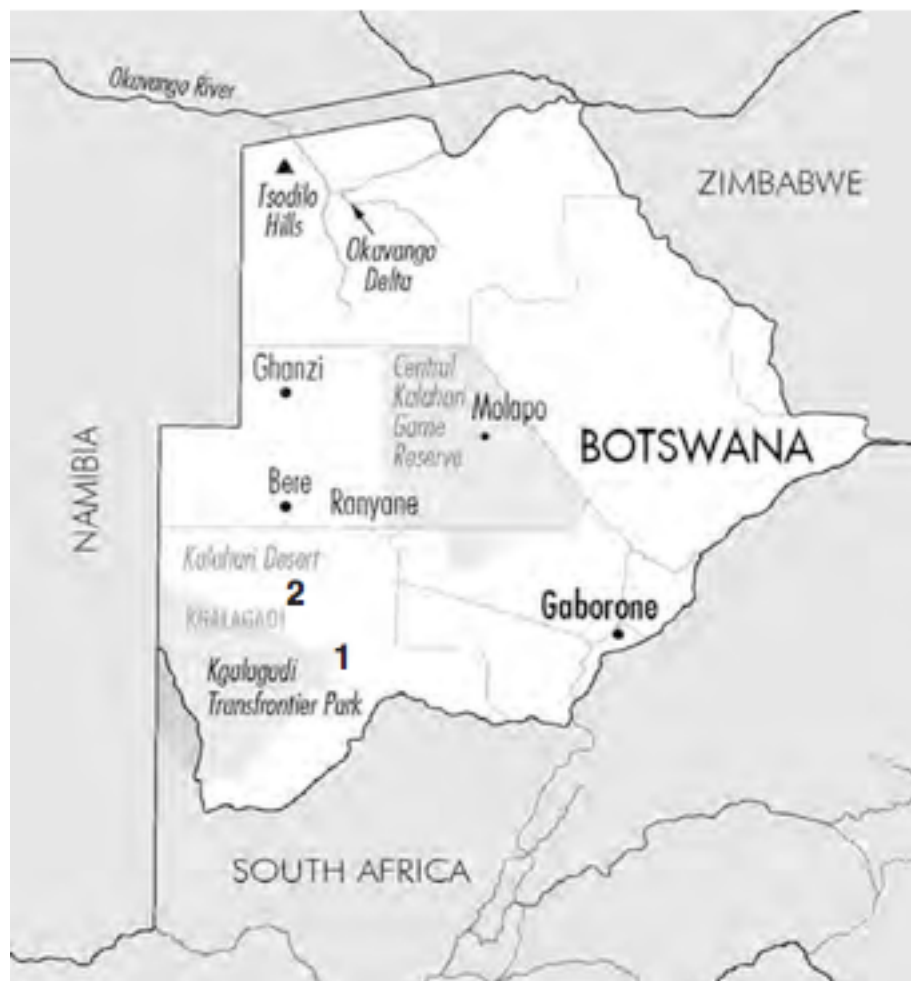 Okavango River
ZIMBABWE
Tsodilo
Hills
Okavango
Delta
Ghanzi
Central
Kalahari
Game
Reserve
Molapo
BOTSWANA
NAMIBIA
Bere
Ranyane
Kalahari Desert
2
KHALAGADI
Gaborone
1
Kgalagadi
Transfrontier Park
SOUTH AFRICA